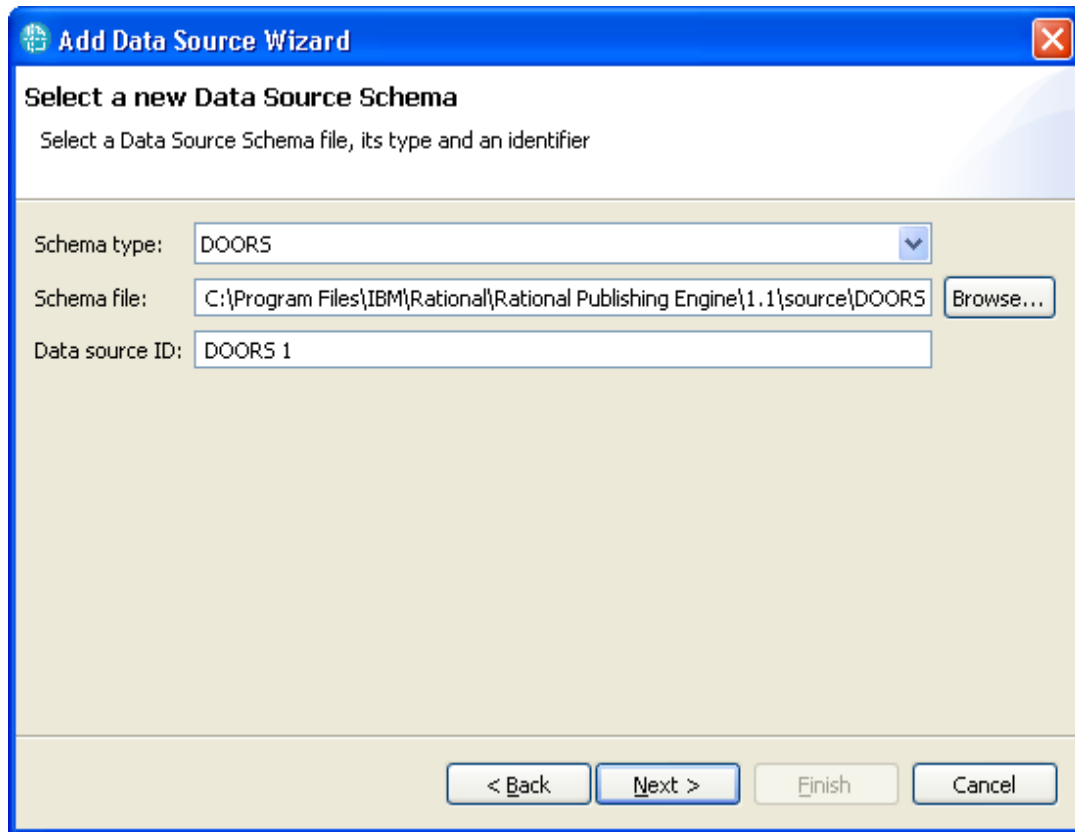 Add Data Source Wizard
Select a new Data Source Schema
Select a Data Source Schema file, its type and an identifier
Schema type: DOORS
Schema file: C:\Program Files\IBM\Rational\Rational Publishing Engine\1.1\source\DOORS Browse...
Data source ID: DOORS 1
< Back Next > Finish Cancel